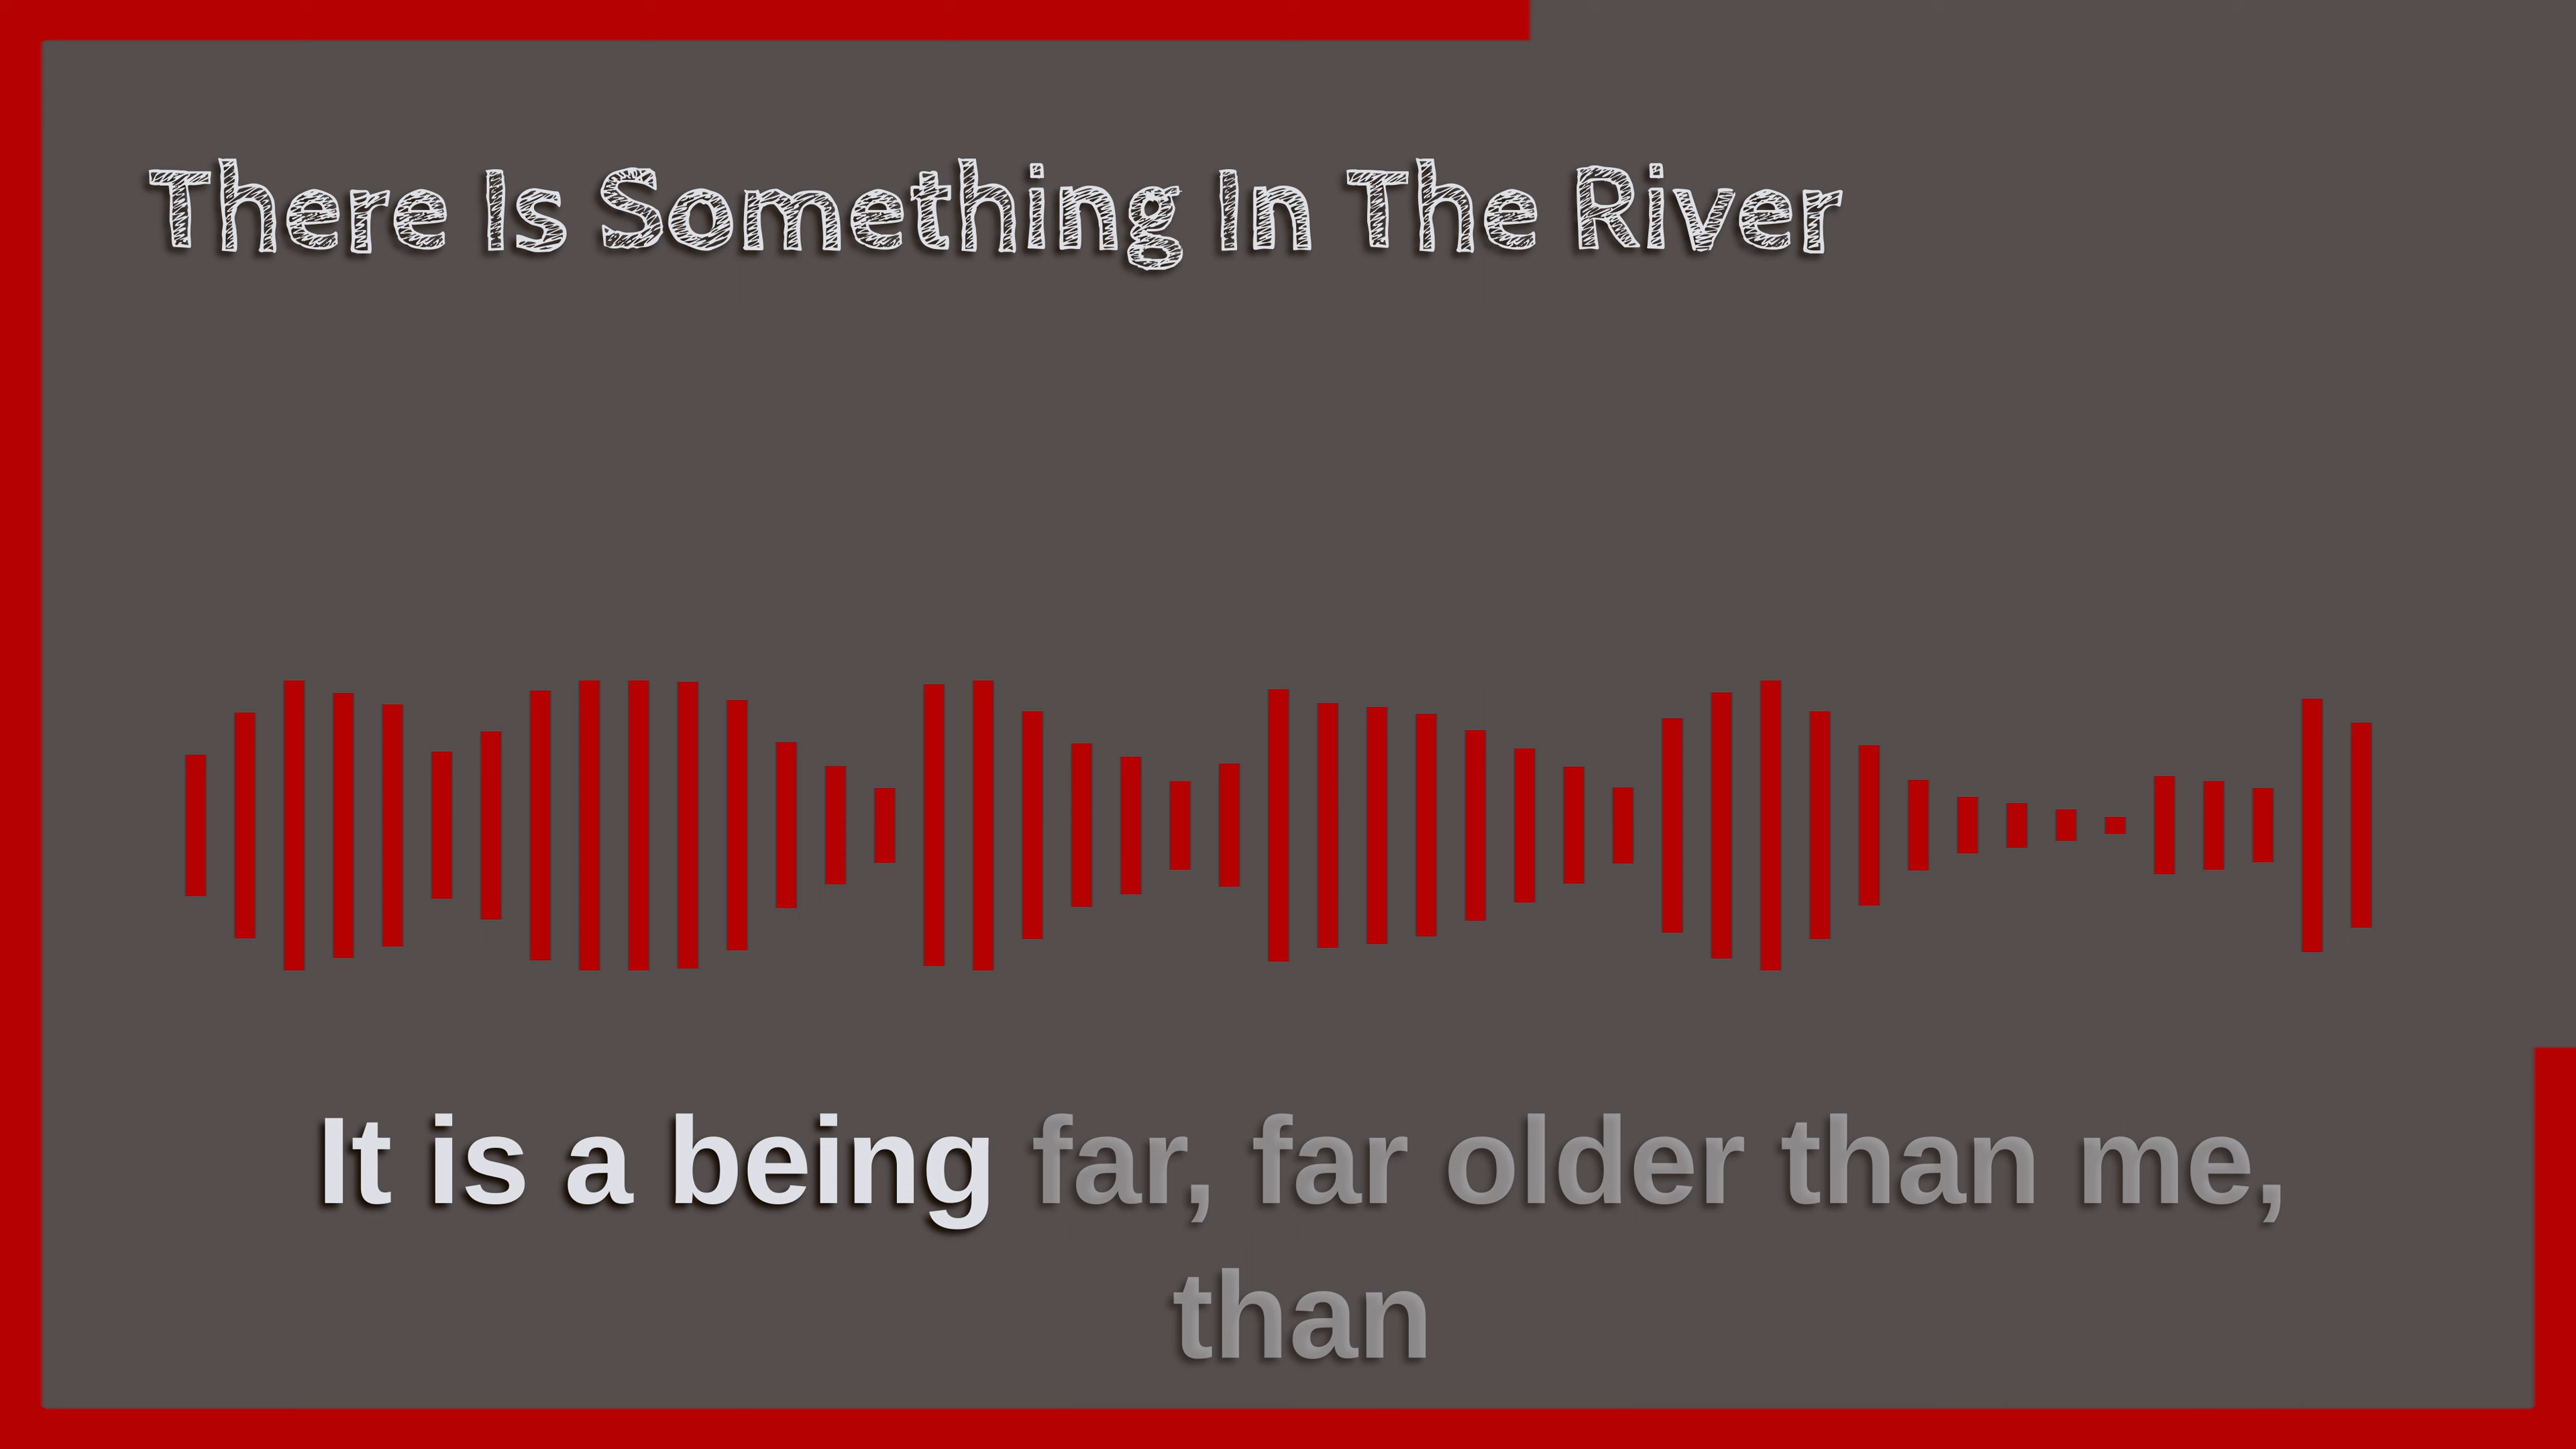 There Is Something In The River
It is a being far, far older than me,
than